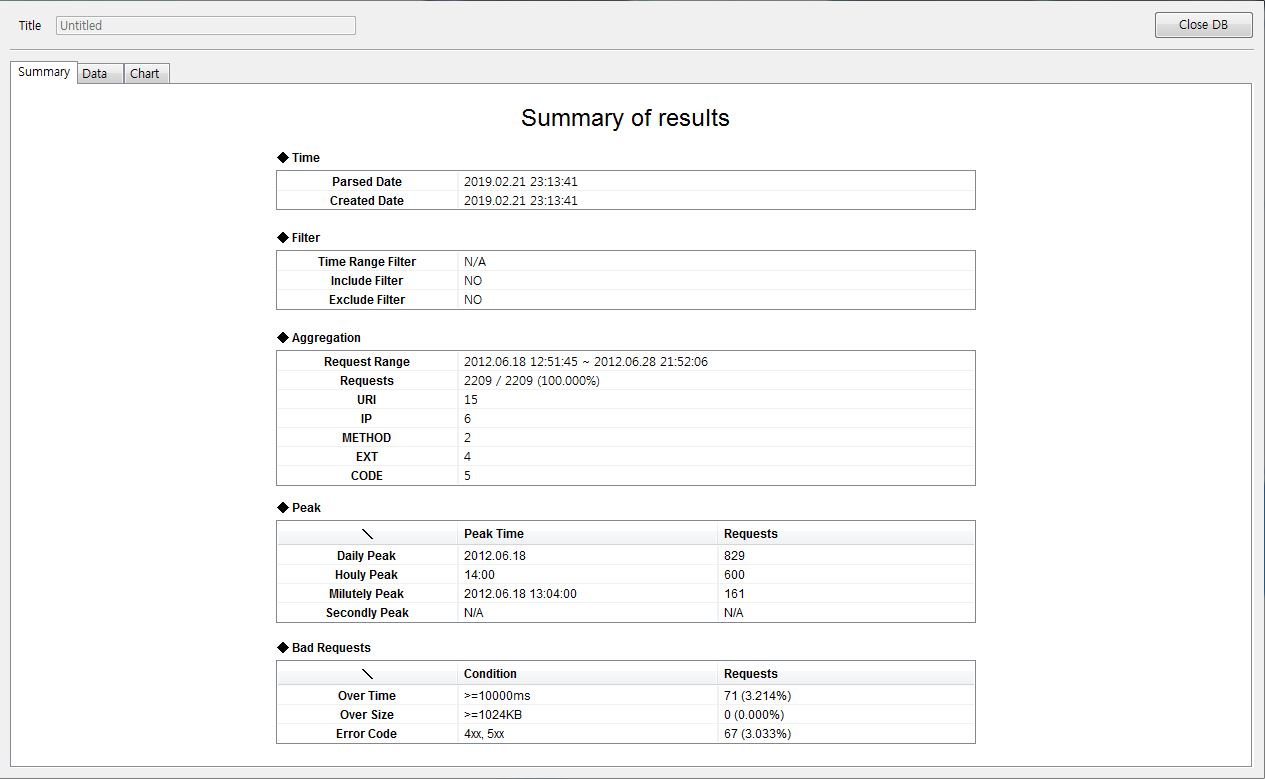 Title Untitled Close DB
Summary Data Chart
Summary of results
◆ Time
Parsed Date 2019.02.21 23:13:41
Created Date 2019.02.21 23:13:41
◆ Filter
Time Range Filter N/A
Include Filter NO
Exclude Filter NO
◆ Aggregation
Request Range 2012.06.18 12:51:45 ~ 2012.06.28 21:52:06
Requests 2209 / 2209 (100.000%)
URI 15
IP 6
METHOD 2
EXT 4
CODE 5
◆ Peak
\ Peak Time Requests
Daily Peak 2012.06.18 829
Houly Peak 14:00 600
Milutely Peak 2012.06.18 13:04:00 161
Secondly Peak N/A N/A
◆ Bad Requests
\ Condition Requests
Over Time >=10000ms 71 (3.214%)
Over Size >=1024KB 0 (0.000%)
Error Code 4xx, 5xx 67 (3.033%)